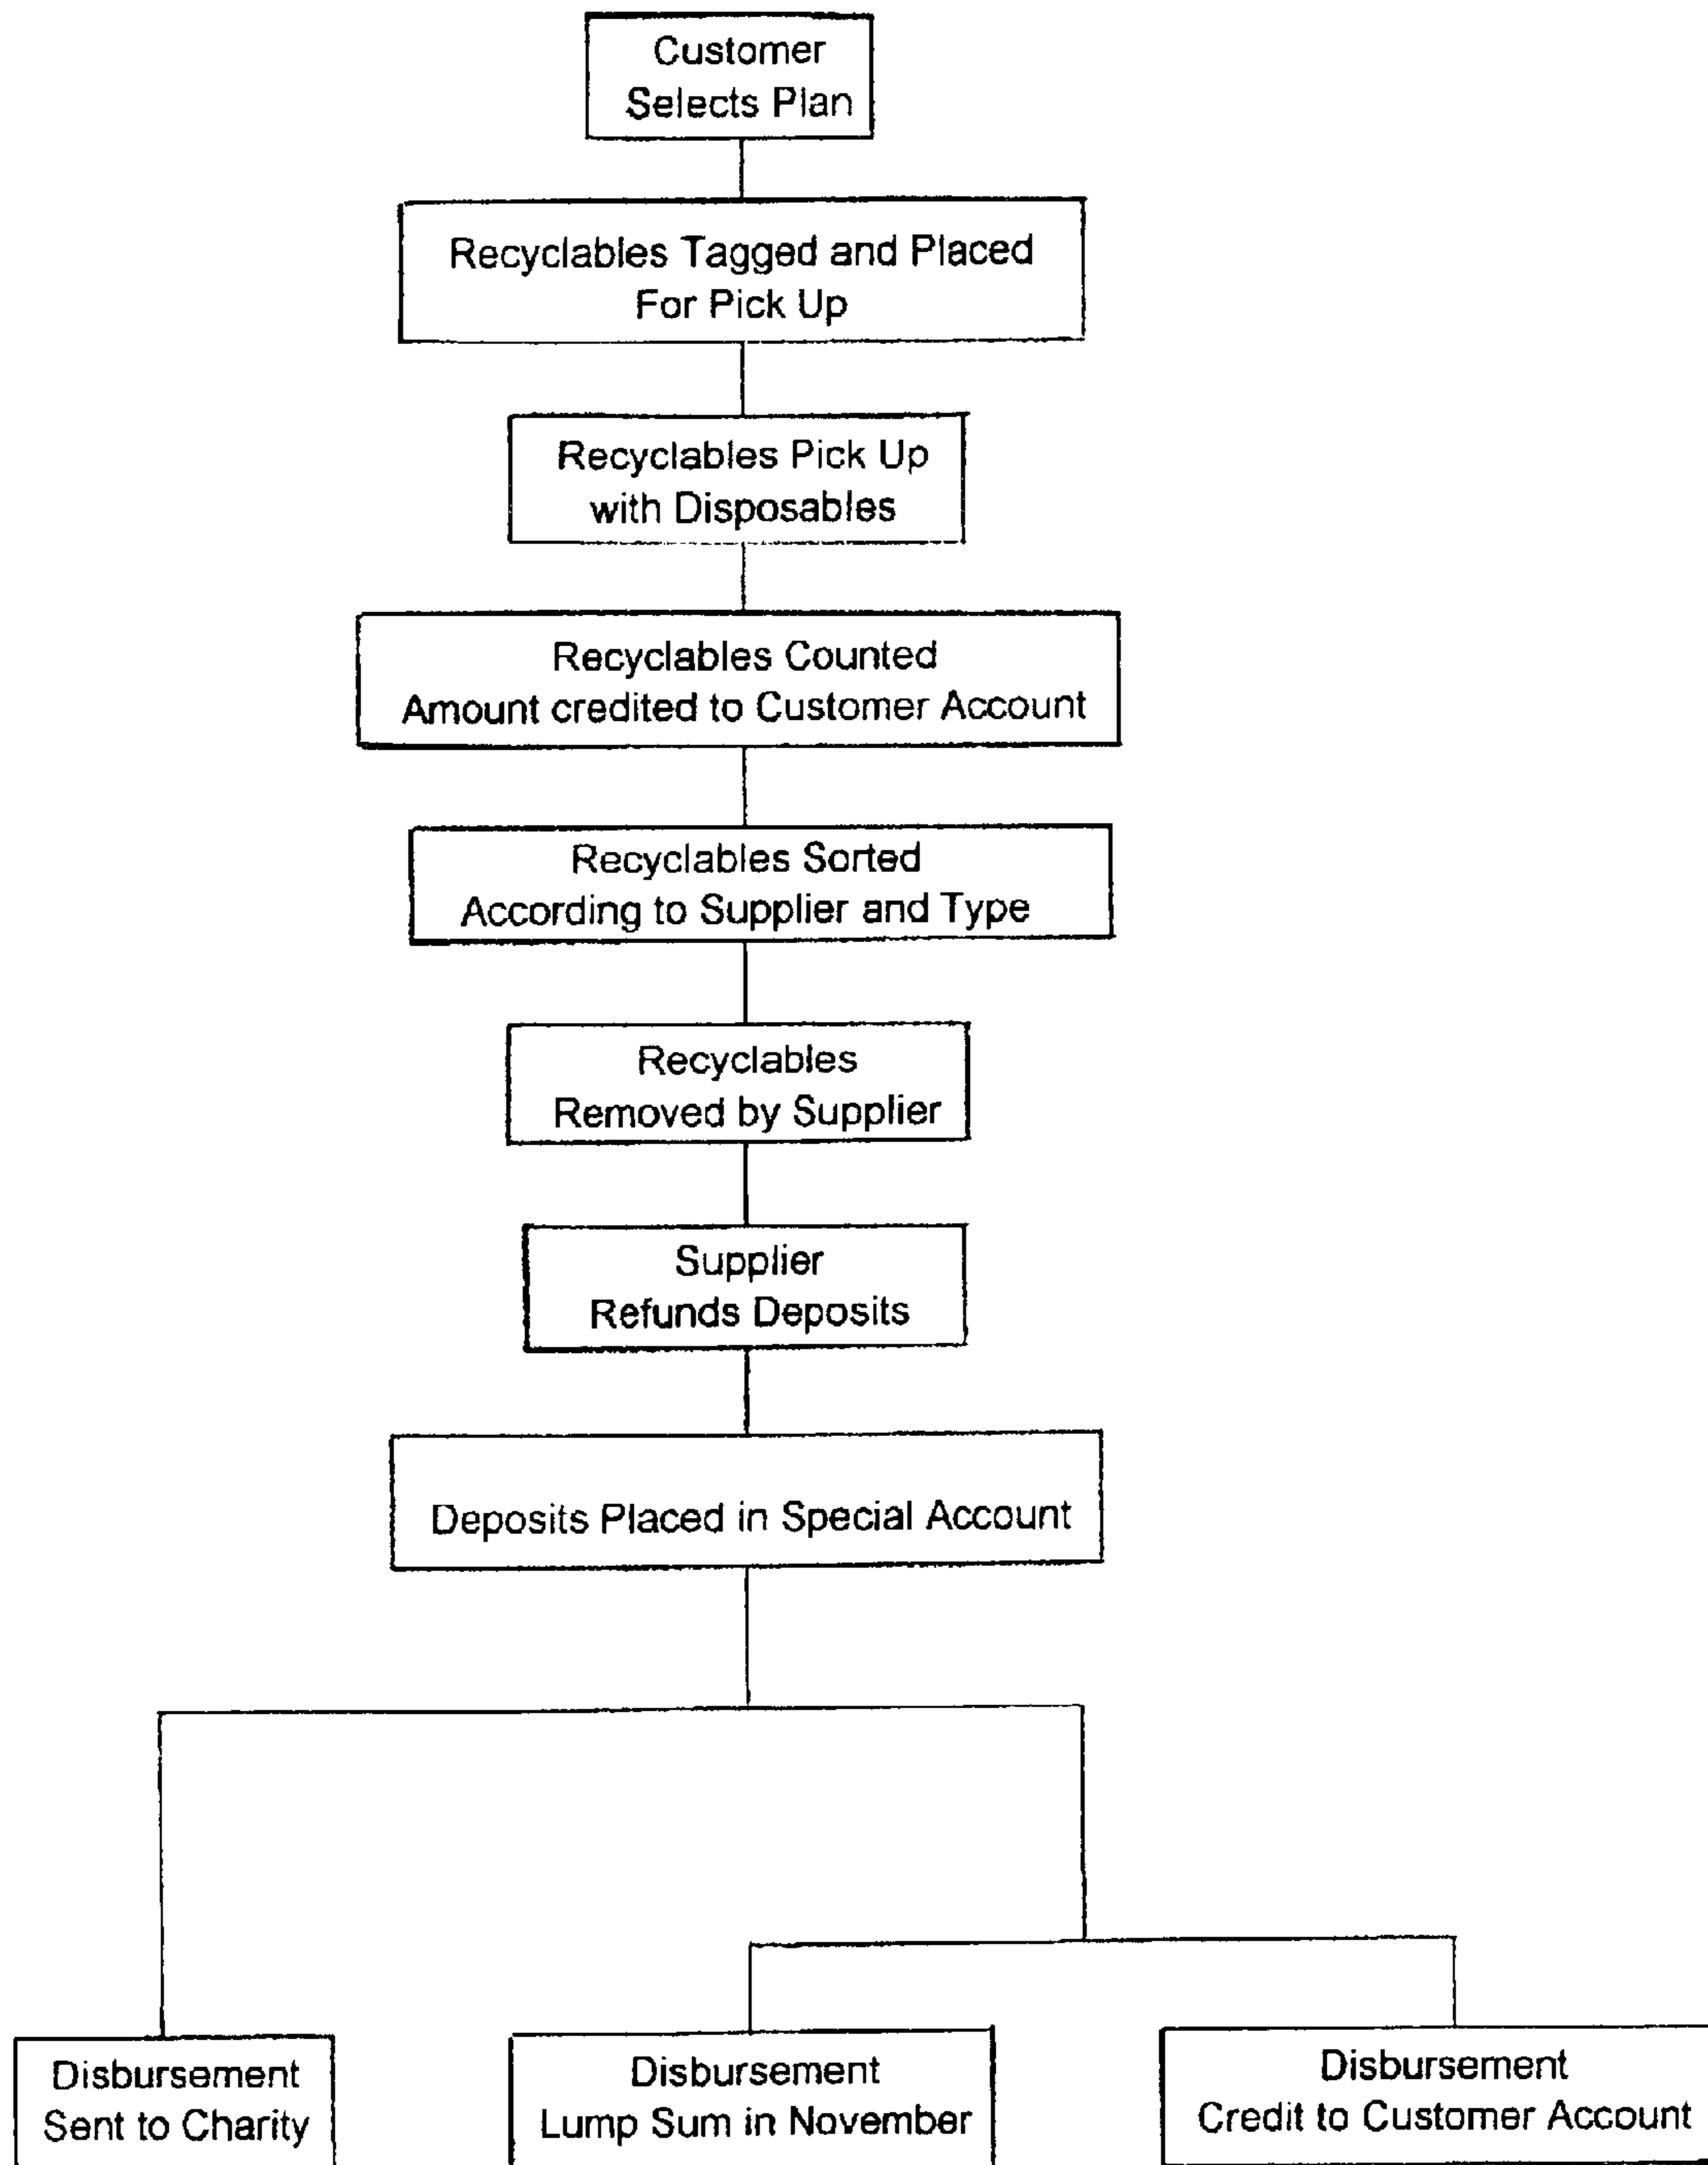 Customer
Selects Plan
Recyclables Tagged and Placed
For Pick Up
Recyclables Pick Up
with Disposables
Recyclables Counted
Amount credited to Customer Account
Recyclables Sorted
According to Supplier and Type
Recyclables
Removed by Supplier
Supplier
Refunds Deposits
Deposits Placed in Special Account
Disbursement
Sent to Charity
Disbursement
Lump Sum in November
Disbursement
Credit to Customer Account